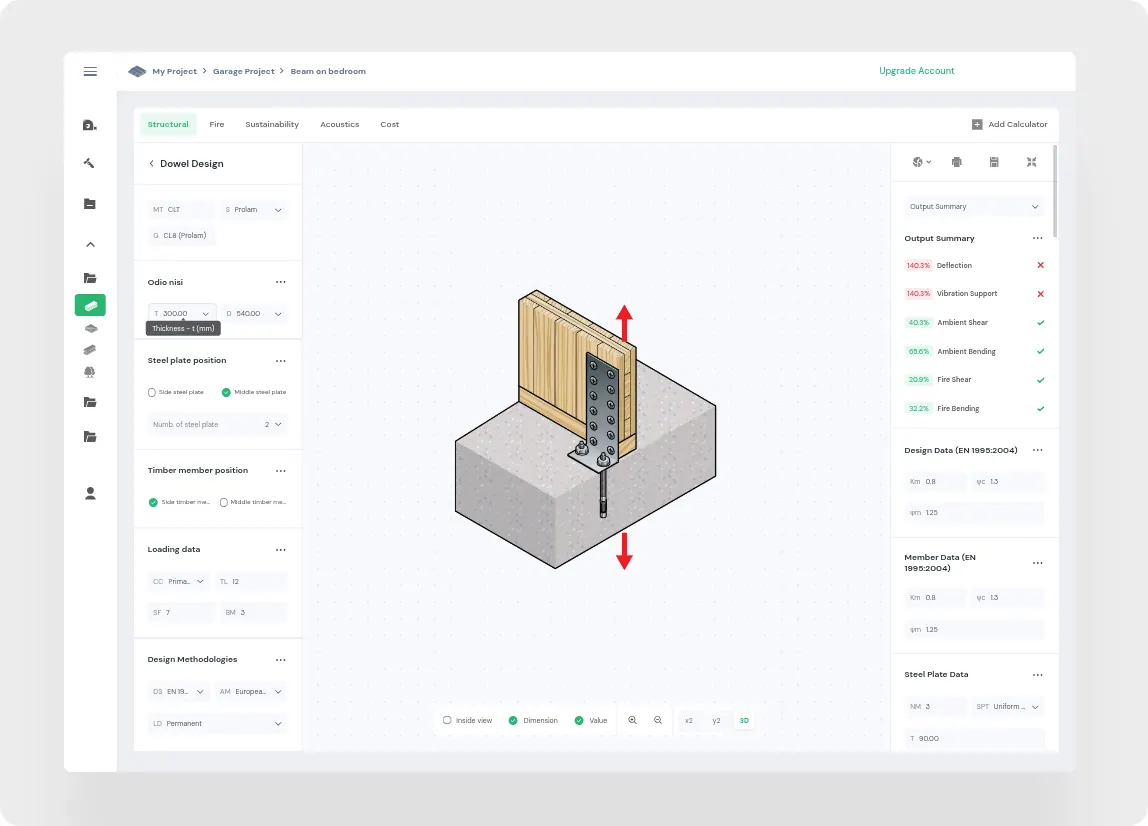 My Project > Garage Project > Beam on bedroom
Upgrade Account
Structural Fire Sustainability Acoustics Cost
Add Calculator
Dowel Design
MT CLT S Prolam
G CL8 (Prolam)
Odio nisi
T 300.00 D 540.00
Thickness - t (mm)
Steel plate position
Side steel plate Middle steel plate
Numb. of steel plate 2
Timber member position
Side timber me... Middle timber me...
Loading data
CC Prima... TL 12
SF 7 BM 3
Design Methodologies
DS EN 19... AM Europea...
LD Permanent
Inside view Dimension Value
x2 y2 3D
Output Summary
Output Summary
140.3% Deflection
140.3% Vibration Support
40.3% Ambient Shear
65.6% Ambient Bending
20.9% Fire Shear
32.2% Fire Bending
Design Data (EN 1995:2004)
Km 0.8 ψc 1.3
ψm 1.25
Member Data (EN
1995:2004)
Km 0.8 ψc 1.3
ψm 1.25
Steel Plate Data
NM 3 SPT Uniform ...
T 90.00